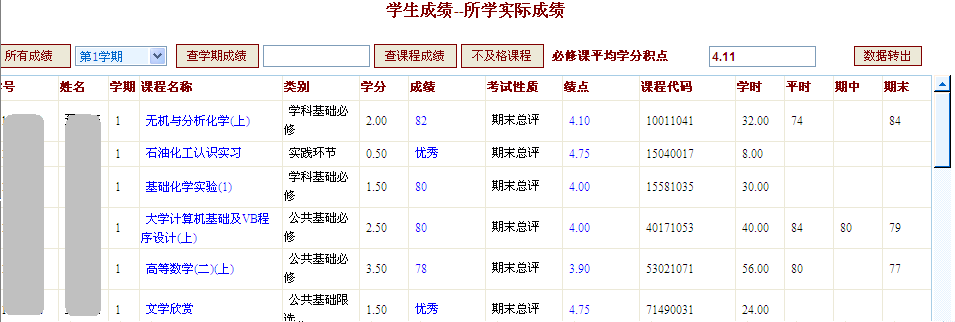 学生成绩--所学实际成绩
所有成绩 第1学期 查学期成绩 查课程成绩 不及格课程 必修课平均学分积点 4.11 数据转出
号 姓名 学期 课程名称 类别 学分 成绩 考试性质 绩点 课程代码 学时 平时 期中 期末
1 无机与分析化学(上) 学科基础必修 2.00 82 期末总评 4.10 10011041 32.00 74 84
1 石油化工认识实习 实践环节 0.50 优秀 期末总评 4.75 15040017 8.00
1 基础化学实验(1) 学科基础必修 1.50 80 期末总评 4.00 15581035 30.00
1 大学计算机基础及VB程序设计(上) 公共基础必修 2.50 80 期末总评 4.00 40171053 40.00 84 80 79
1 高等数学(二)(上) 公共基础必修 3.50 78 期末总评 3.90 53021071 56.00 80 77
1 文学欣赏 公共基础限选.. 1.50 优秀 期末总评 4.75 71490031 24.00